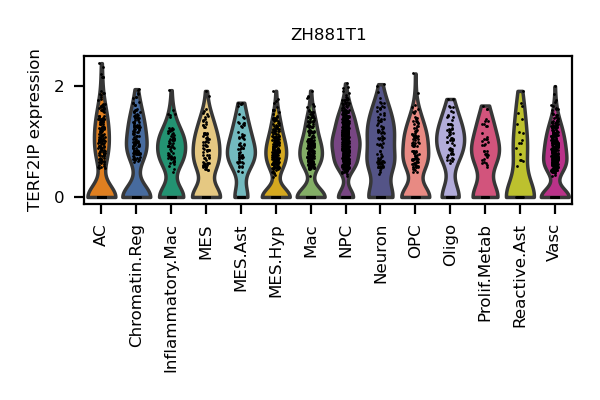 ZH881T1
TERF2IP expression
2
0
AC
Chromatin.Reg
Inflammatory.Mac
MES
MES.Ast
MES.Hyp
Mac
NPC
Neuron
OPC
Oligo
Prolif.Metab
Reactive.Ast
Vasc